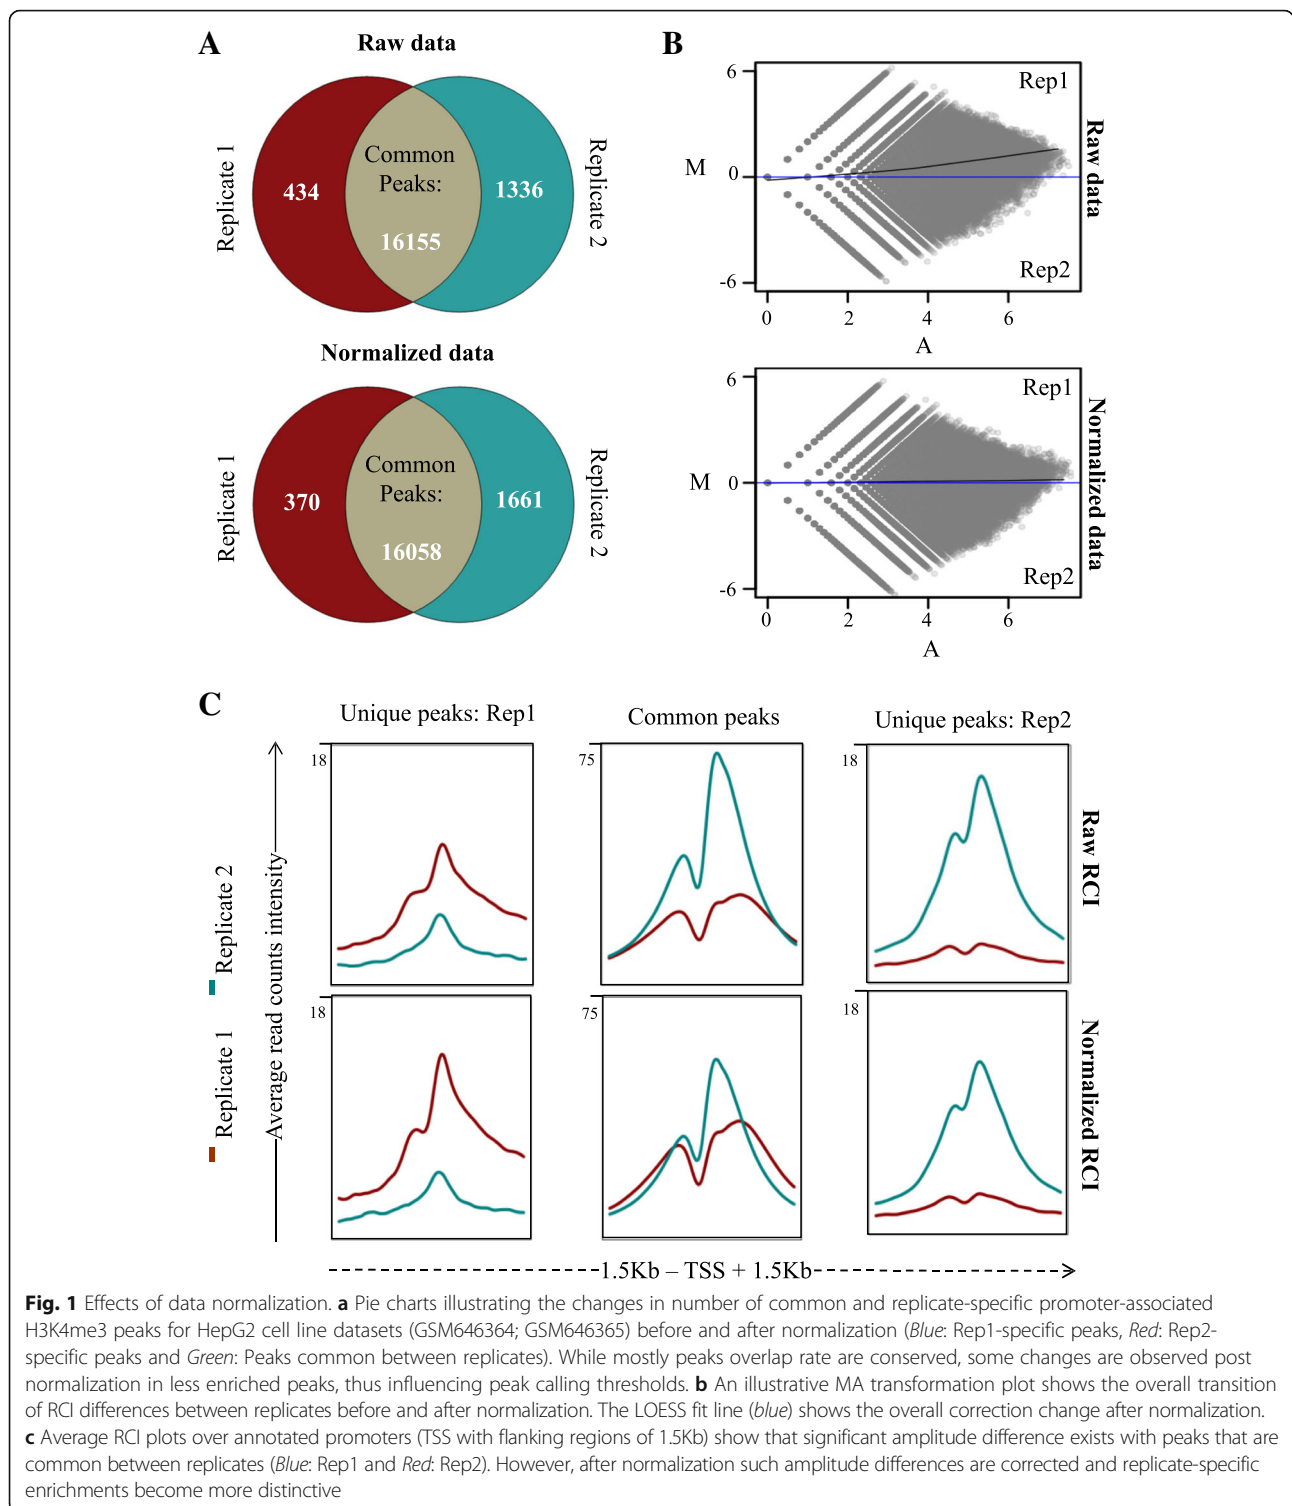 A
Raw data
Replicate 1
434
Common
Peaks:
16155
1336
Replicate 2
Normalized data
Replicate 1
370
Common
Peaks:
16058
1661
Replicate 2
B
6
M 0
-6
Rep1
Rep2
0 2 4 6
A
Raw data
6
M 0
-6
Rep1
Rep2
0 2 4 6
A
Normalized data
C
Unique peaks: Rep1
Common peaks
Unique peaks: Rep2
18
75
18
Raw RCI
18
75
18
Normalized RCI
Replicate 2
Replicate 1
Average read counts intensity
1.5Kb – TSS + 1.5Kb
Fig. 1 Effects of data normalization. a Pie charts illustrating the changes in number of common and replicate-specific promoter-associated
H3K4me3 peaks for HepG2 cell line datasets (GSM646364; GSM646365) before and after normalization (Blue: Rep1-specific peaks, Red: Rep2-
specific peaks and Green: Peaks common between replicates). While mostly peaks overlap rate are conserved, some changes are observed post
normalization in less enriched peaks, thus influencing peak calling thresholds. b An illustrative MA transformation plot shows the overall transition
of RCI differences between replicates before and after normalization. The LOESS fit line (blue) shows the overall correction change after normalization.
c Average RCI plots over annotated promoters (TSS with flanking regions of 1.5Kb) show that significant amplitude difference exists with peaks that are
common between replicates (Blue: Rep1 and Red: Rep2). However, after normalization such amplitude differences are corrected and replicate-specific
enrichments become more distinctive